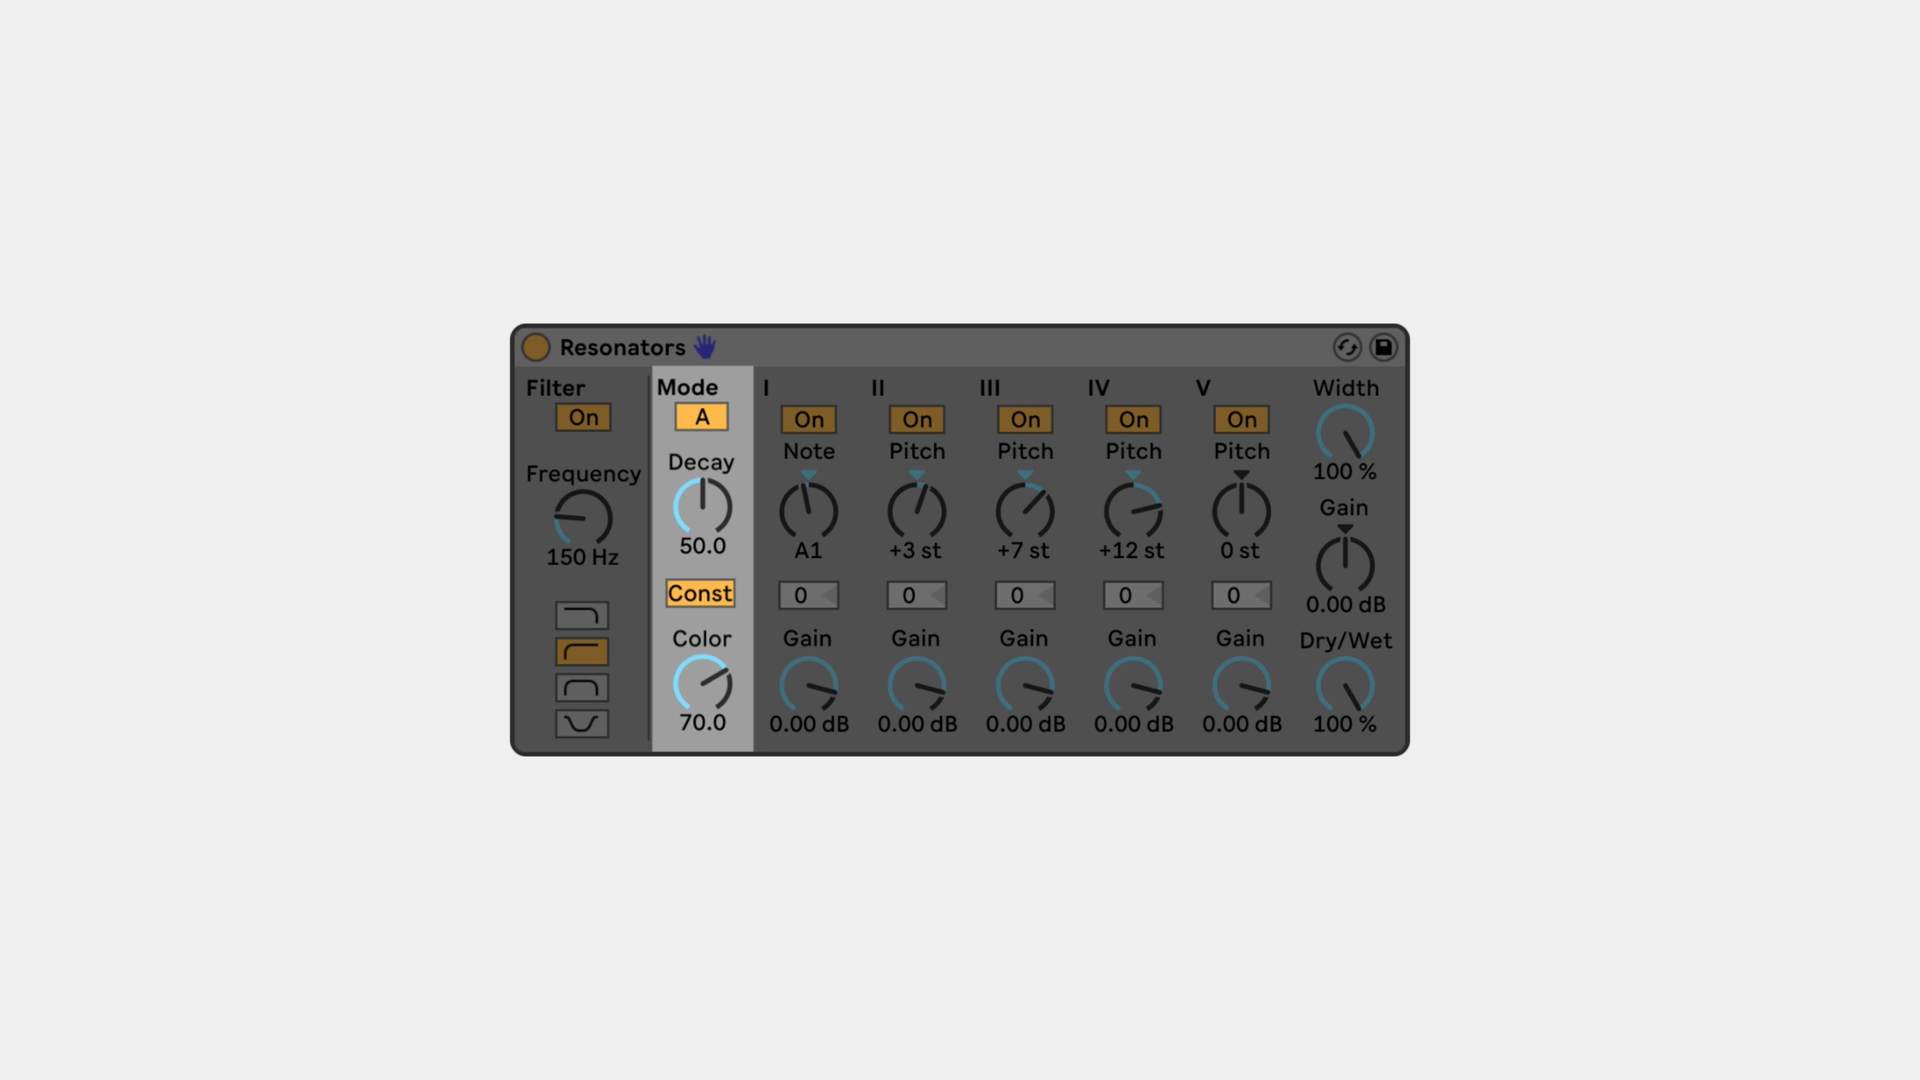 Resonators
Filter
On
Frequency
150 Hz
Mode
A
Decay
50.0
Const
Color
70.0
I
On
Note
A1
0
Gain
0.00 dB
II
On
Pitch
+3 st
0
Gain
0.00 dB
III
On
Pitch
+7 st
0
Gain
0.00 dB
IV
On
Pitch
+12 st
0
Gain
0.00 dB
V
On
Pitch
0 st
0
Gain
0.00 dB
Width
100 %
Gain
0.00 dB
Dry/Wet
100 %